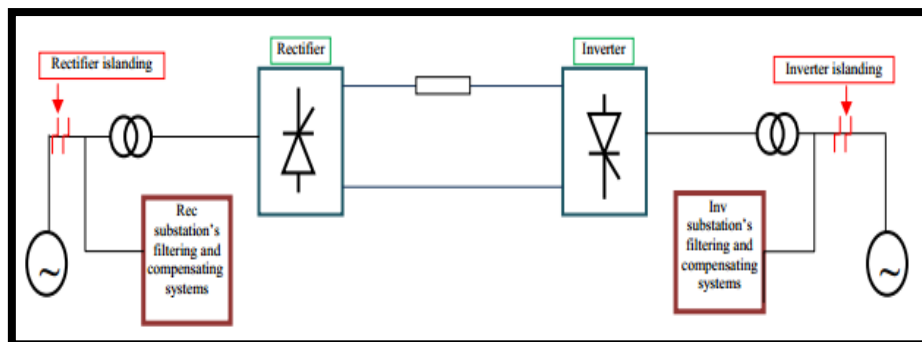 Rectifier islanding
Rectifier
Inverter
Inverter islanding
Rec
substation's
filtering and
compensating
systems
Inv
substation's
filtering and
compensating
systems
~
~